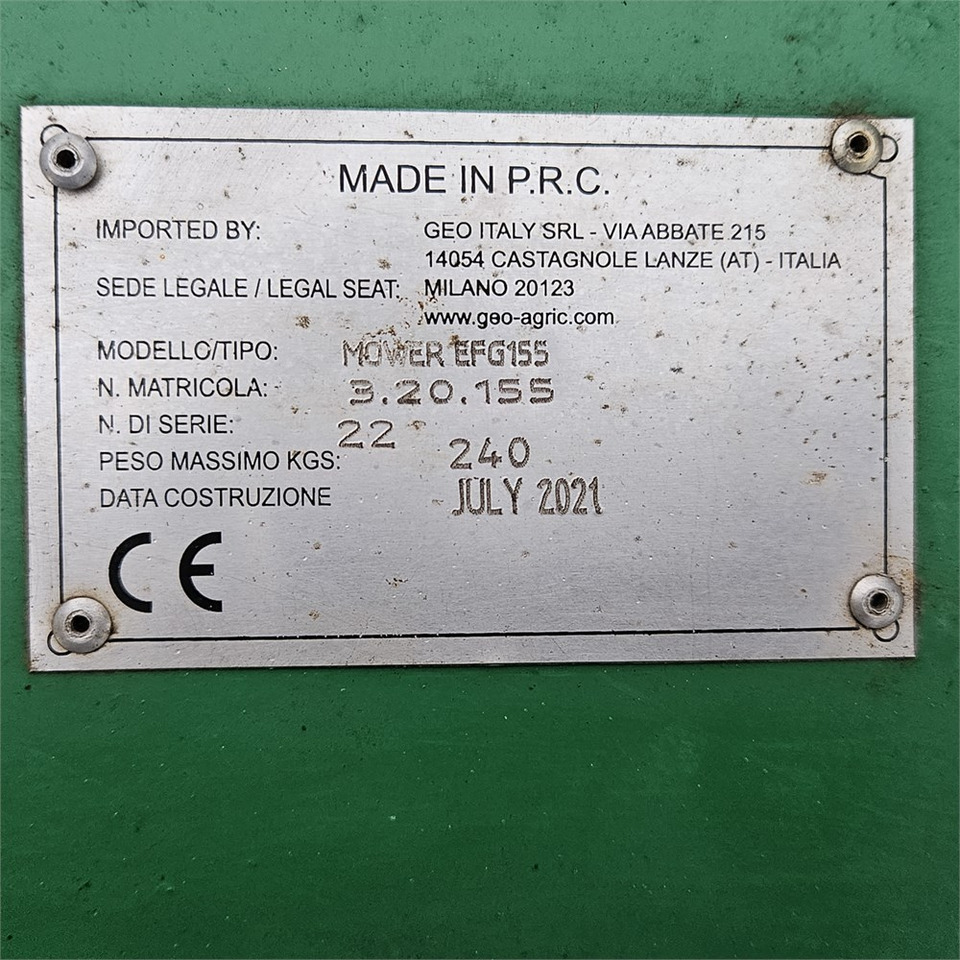 MADE IN P.R.C.
IMPORTED BY: GEO ITALY SRL - VIA ABBATE 215
14054 CASTAGNOLE LANZE (AT) - ITALIA
SEDE LEGALE / LEGAL SEAT: MILANO 20123
www.geo-agric.com
MODELLO/TIPO: MOWER EFG155
N. MATRICOLA: 3.20.155
N. DI SERIE: 22
PESO MASSIMO KGS: 240
DATA COSTRUZIONE JULY 2021
CE